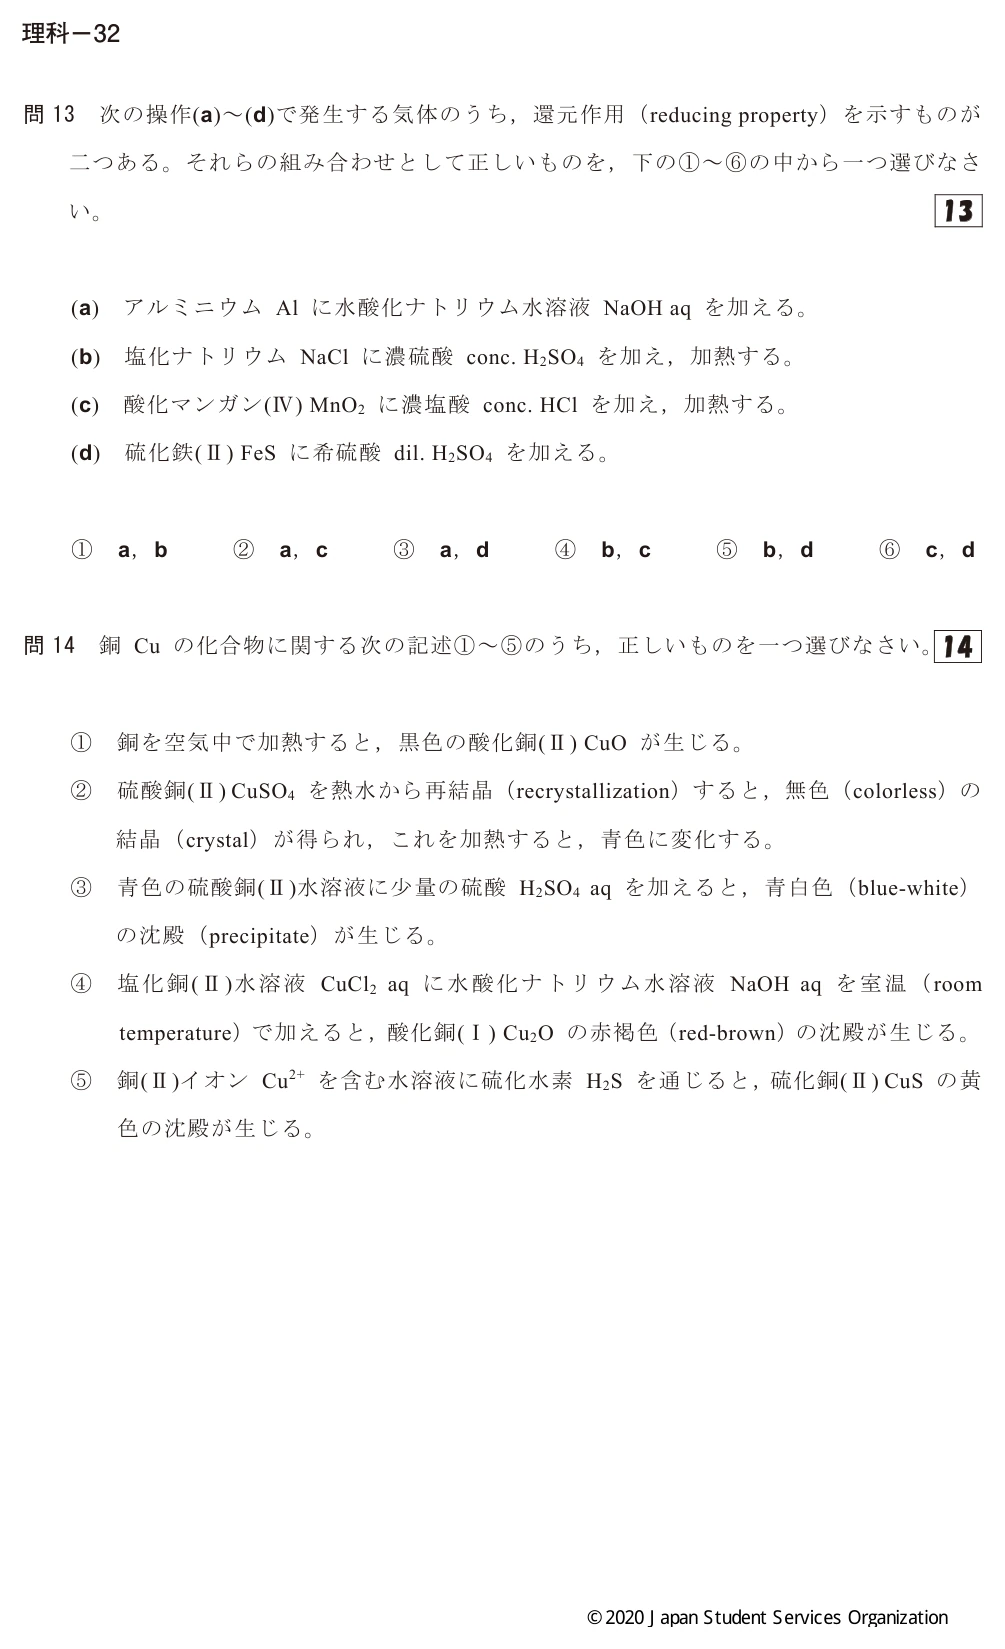 理科－32
問 13　次の操作(a)～(d)で発生する気体のうち，還元作用（reducing property）を示すものが
二つある。それらの組み合わせとして正しいものを，下の①～⑥の中から一つ選びなさ
い。 13
(a)　アルミニウム Al に水酸化ナトリウム水溶液 NaOH aq を加える。
(b)　塩化ナトリウム NaCl に濃硫酸 conc. H₂SO₄ を加え，加熱する。
(c)　酸化マンガン(Ⅳ) MnO₂ に濃塩酸 conc. HCl を加え，加熱する。
(d)　硫化鉄(Ⅱ) FeS に希硫酸 dil. H₂SO₄ を加える。
①　a，b　②　a，c　③　a，d　④　b，c　⑤　b，d　⑥　c，d
問 14　銅 Cu の化合物に関する次の記述①～⑤のうち，正しいものを一つ選びなさい。 14
①　銅を空気中で加熱すると，黒色の酸化銅(Ⅱ) CuO が生じる。
②　硫酸銅(Ⅱ) CuSO₄ を熱水から再結晶（recrystallization）すると，無色（colorless）の
結晶（crystal）が得られ，これを加熱すると，青色に変化する。
③　青色の硫酸銅(Ⅱ)水溶液に少量の硫酸 H₂SO₄ aq を加えると，青白色（blue-white）
の沈殿（precipitate）が生じる。
④　塩化銅(Ⅱ)水溶液 CuCl₂ aq に水酸化ナトリウム水溶液 NaOH aq を室温（room
temperature）で加えると，酸化銅(Ⅰ) Cu₂O の赤褐色（red-brown）の沈殿が生じる。
⑤　銅(Ⅱ)イオン Cu²⁺ を含む水溶液に硫化水素 H₂S を通じると，硫化銅(Ⅱ) CuS の黄
色の沈殿が生じる。
© 2020 Japan Student Services Organization